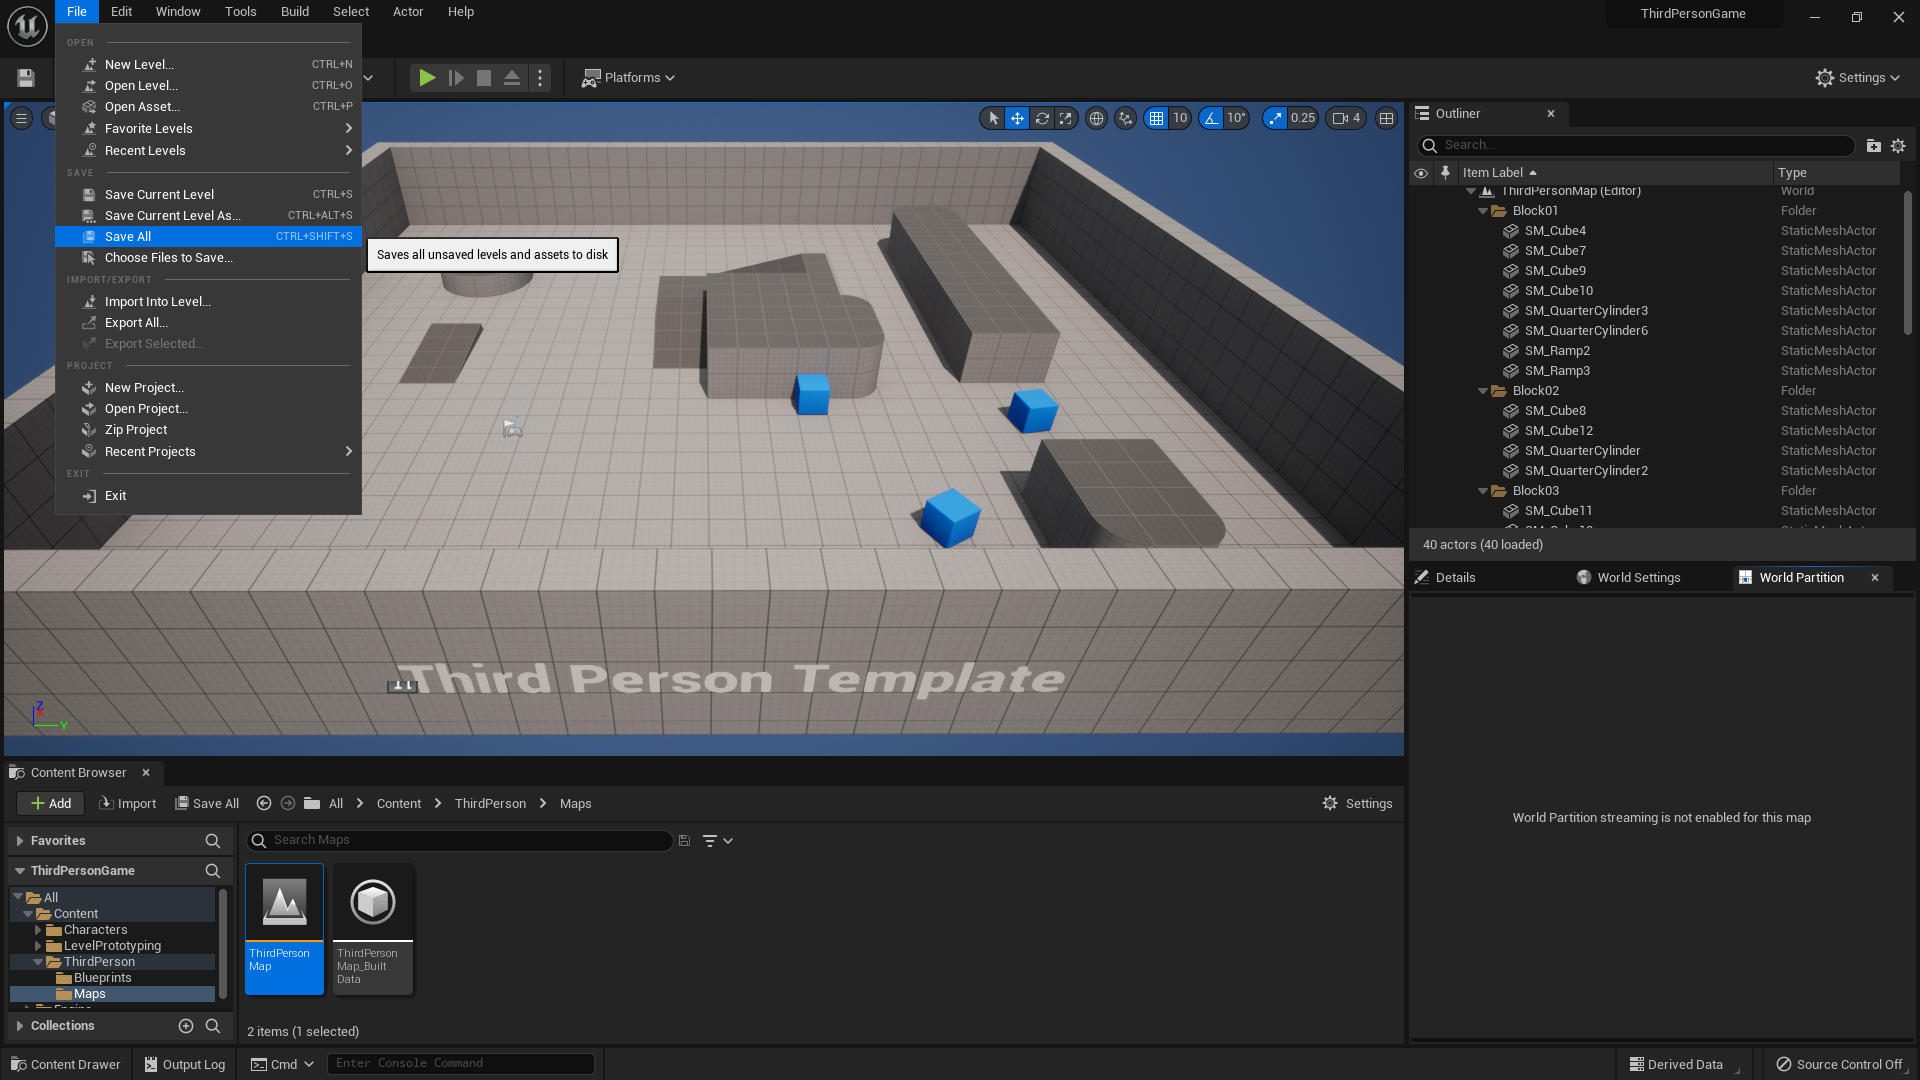 File Edit Window Tools Build Select Actor Help
ThirdPersonGame
OPEN
New Level... CTRL+N
Open Level... CTRL+O
Open Asset... CTRL+P
Favorite Levels
Recent Levels
SAVE
Save Current Level CTRL+S
Save Current Level As... CTRL+ALT+S
Save All CTRL+SHIFT+S
Choose Files to Save...
IMPORT/EXPORT
Import Into Level...
Export All...
Export Selected...
PROJECT
New Project...
Open Project...
Zip Project
Recent Projects
EXIT
Exit
Saves all unsaved levels and assets to disk
Platforms
Settings
10 10° 0.25 4
Third Person Template
Z
X
Y
Outliner
Search...
Item Label Type
ThirdPersonMap (Editor) World
Block01 Folder
SM_Cube4 StaticMeshActor
SM_Cube7 StaticMeshActor
SM_Cube9 StaticMeshActor
SM_Cube10 StaticMeshActor
SM_QuarterCylinder3 StaticMeshActor
SM_QuarterCylinder6 StaticMeshActor
SM_Ramp2 StaticMeshActor
SM_Ramp3 StaticMeshActor
Block02 Folder
SM_Cube8 StaticMeshActor
SM_Cube12 StaticMeshActor
SM_QuarterCylinder StaticMeshActor
SM_QuarterCylinder2 StaticMeshActor
Block03 Folder
SM_Cube11 StaticMeshActor
40 actors (40 loaded)
Details World Settings World Partition
World Partition streaming is not enabled for this map
Content Browser
Add Import Save All All Content ThirdPerson Maps Settings
Favorites
Search Maps
ThirdPersonGame
All
Content
Characters
LevelPrototyping
ThirdPerson
Blueprints
Maps
Collections
ThirdPerson
Map
ThirdPerson
Map_Built
Data
2 items (1 selected)
Content Drawer Output Log Cmd Enter Console Command Derived Data Source Control Off